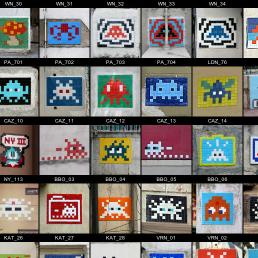 WN_30 WN_31 WN_32 WN_33 WN_34
PA_701 PA_702 PA_703 PA_704 LDN_76
CAZ_10 CAZ_11 CAZ_12 CAZ_13 CAZ_14
NY III
NY_113 BBO_03 BBO_04 BBO_05 BBO_06
KAT_26 KAT_27 KAT_28 VRN_01 VRN_02